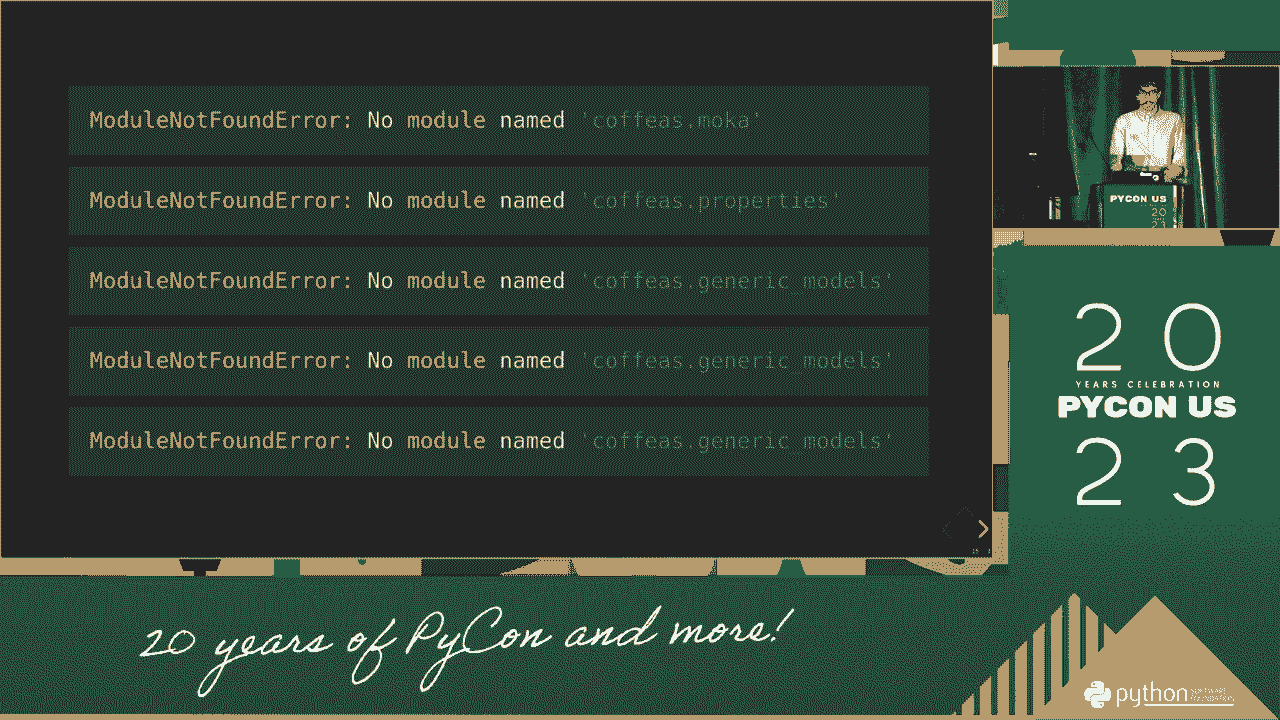 ModuleNotFoundError: No module named 'coffeas.moka'
ModuleNotFoundError: No module named 'coffeas.properties'
ModuleNotFoundError: No module named 'coffeas.generic_models'
ModuleNotFoundError: No module named 'coffeas.generic_models'
ModuleNotFoundError: No module named 'coffeas.generic_models'
PYCON US
20
23
20
YEARS CELEBRATION
PYCON US
23
20 years of PyCon and more!
python